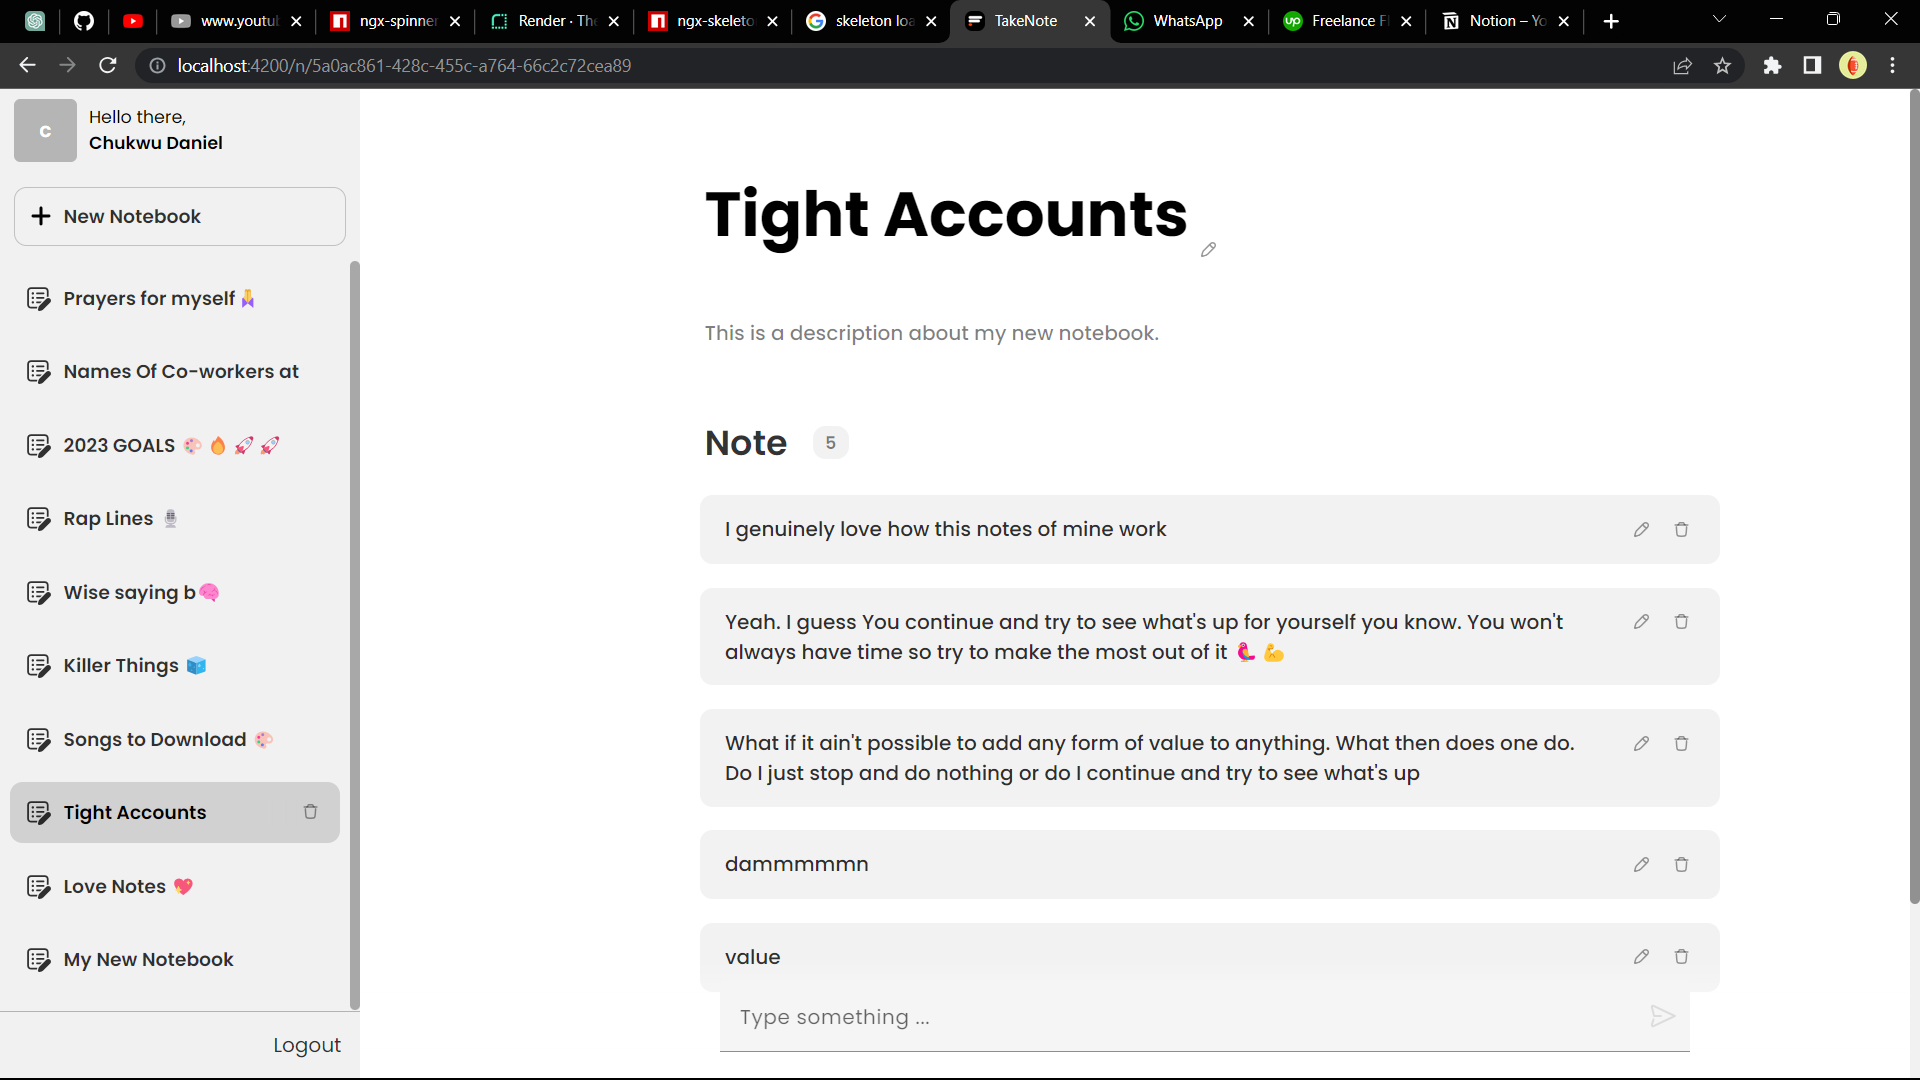 www.youtu
ngx-spinner
Render · The
ngx-skeleto
skeleton loa
TakeNote
WhatsApp
Freelance F
Notion – Yo
localhost:4200/n/5a0ac861-428c-455c-a764-66c2c72cea89
C
Hello there,
Chukwu Daniel
New Notebook
Prayers for myself🙏
Names Of Co-workers at
2023 GOALS 🎨 🔥 🚀 🚀
Rap Lines 🎙️
Wise saying b🧠
Killer Things 🧊
Songs to Download 🎨
Tight Accounts
Love Notes 💖
My New Notebook
Logout
Tight Accounts
This is a description about my new notebook.
Note 5
I genuinely love how this notes of mine work
Yeah. I guess You continue and try to see what's up for yourself you know. You won't
always have time so try to make the most out of it 🦜 💪
What if it ain't possible to add any form of value to anything. What then does one do.
Do I just stop and do nothing or do I continue and try to see what's up
dammmmmn
value
Type something ...